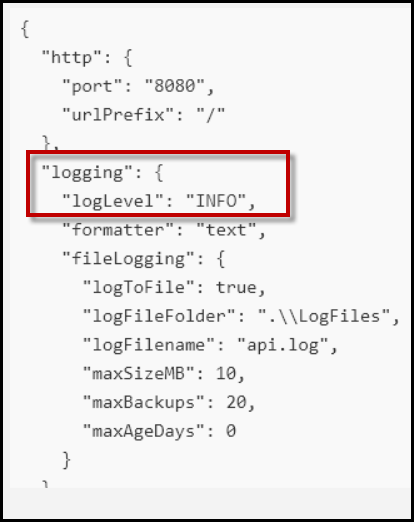 {
"http": {
"port": "8080",
"urlPrefix": "/"
},
"logging": {
"logLevel": "INFO",
"formatter": "text",
"fileLogging": {
"logToFile": true,
"logFileFolder": ".\\LogFiles",
"logFilename": "api.log",
"maxSizeMB": 10,
"maxBackups": 20,
"maxAgeDays": 0
}
}